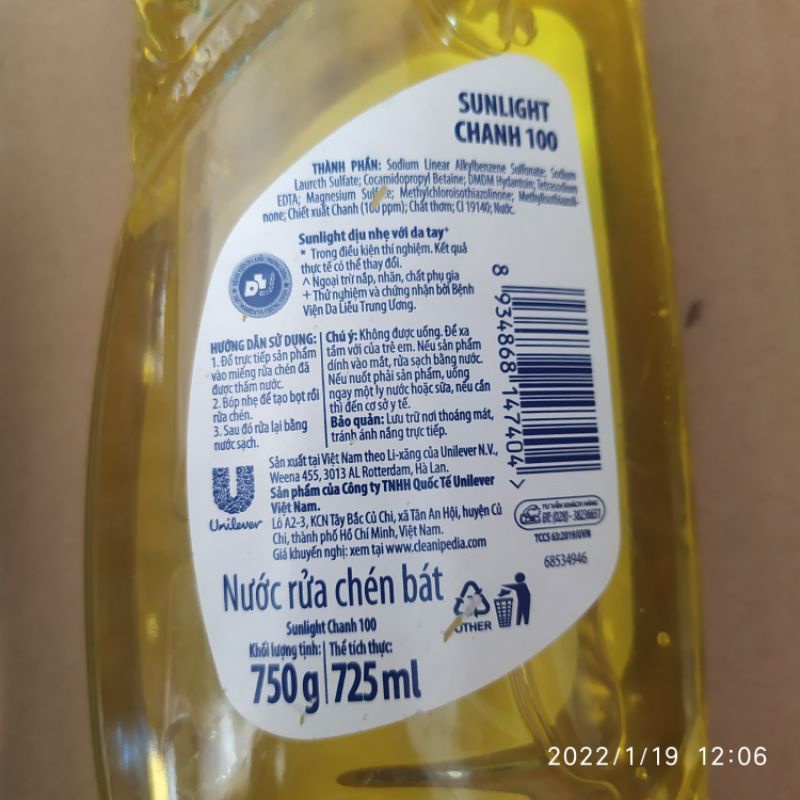 SUNLIGHT
CHANH 100
THÀNH PHẦN: Sodium Linear Alkylbenzene Sulfonate; Sodium
Laureth Sulfate; Cocamidopropyl Betaine; DMDM Hydantoin; Tetrasodium
EDTA; Magnesium Sulfate; Methylchloroisothiazolinone; Methylisothiazoli-
none; Chiết xuất Chanh (100 ppm); Chất thơm; CI 19140; Nước.
Sunlight dịu nhẹ với da tay+
* Trong điều kiện thí nghiệm. Kết quả
thực tế có thể thay đổi.
^ Ngoại trừ nắp, nhãn, chất phụ gia
+ Thử nghiệm và chứng nhận bởi Bệnh
Viện Da Liễu Trung Ương.
HƯỚNG DẪN SỬ DỤNG:
1. Đổ trực tiếp sản phẩm
vào miếng rửa chén đã
được thấm nước.
2. Bóp nhẹ để tạo bọt rồi
rửa chén.
3. Sau đó rửa lại bằng
nước sạch.
Chú ý: Không được uống. Để xa
tầm với của trẻ em. Nếu sản phẩm
dính vào mắt, rửa sạch bằng nước.
Nếu nuốt phải sản phẩm, uống
ngay một ly nước hoặc sữa, nếu cần
thì đến cơ sở y tế.
Bảo quản: Lưu trữ nơi thoáng mát,
tránh ánh nắng trực tiếp.
8 934868 147404 >
Unilever
Sản xuất tại Việt Nam theo Li-xăng của Unilever N.V.,
Weena 455, 3013 AL Rotterdam, Hà Lan.
Sản phẩm của Công ty TNHH Quốc Tế Unilever
Việt Nam.
Lô A2-3, KCN Tây Bắc Củ Chi, xã Tân An Hội, huyện Củ
Chi, thành phố Hồ Chí Minh, Việt Nam.
Giá khuyến nghị: xem tại www.cleanipedia.com
TƯ VẤN KHÁCH HÀNG
ĐT: (028) - 38236651
TCCS 63:2019/UVN
68534946
Nước rửa chén bát
Sunlight Chanh 100
OTHER
Khối lượng tịnh:
750 g
Thể tích thực:
725 ml
2022/1/19 12:06